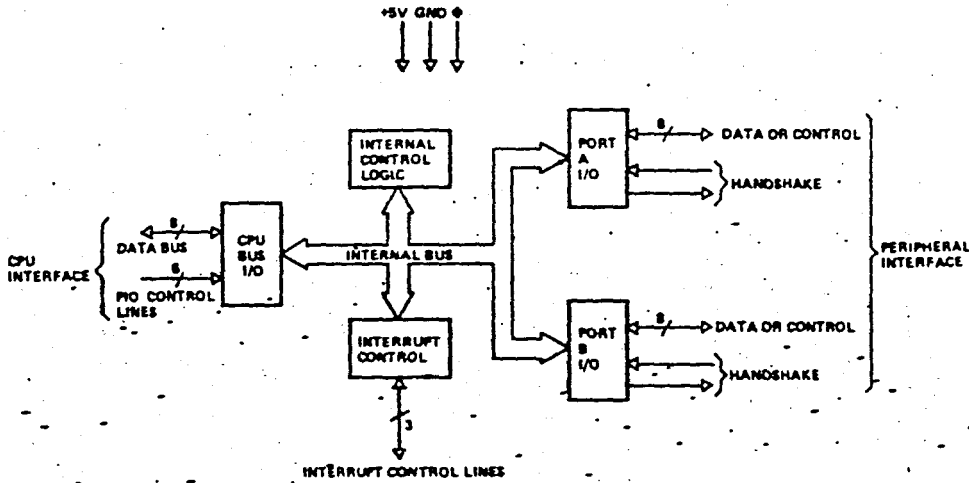 +5V GND Φ
INTERNAL
CONTROL
LOGIC
PORT
A
I/O
8
DATA OR CONTROL
HANDSHAKE
CPU
INTERFACE
8
DATA BUS
6
PIO CONTROL
LINES
CPU
BUS
I/O
INTERNAL BUS
PERIPHERAL
INTERFACE
INTERRUPT
CONTROL
PORT
B
I/O
8
DATA OR CONTROL
HANDSHAKE
3
INTERRUPT CONTROL LINES